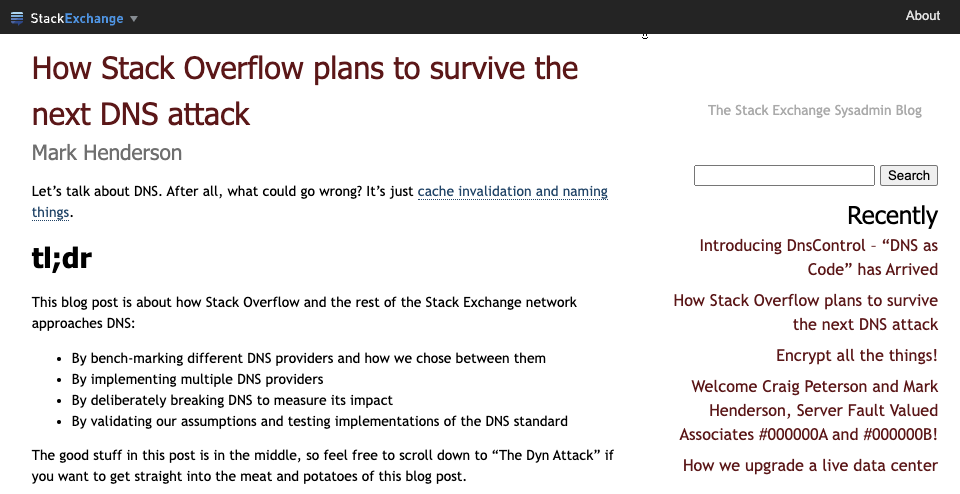 StackExchange
About
How Stack Overflow plans to survive the
next DNS attack
Mark Henderson
Let’s talk about DNS. After all, what could go wrong? It’s just cache invalidation and naming
things.
tl;dr
This blog post is about how Stack Overflow and the rest of the Stack Exchange network
approaches DNS:
• By bench-marking different DNS providers and how we chose between them
• By implementing multiple DNS providers
• By deliberately breaking DNS to measure its impact
• By validating our assumptions and testing implementations of the DNS standard
The good stuff in this post is in the middle, so feel free to scroll down to “The Dyn Attack” if
you want to get straight into the meat and potatoes of this blog post.
The Stack Exchange Sysadmin Blog
Search
Recently
Introducing DnsControl – “DNS as
Code” has Arrived
How Stack Overflow plans to survive
the next DNS attack
Encrypt all the things!
Welcome Craig Peterson and Mark
Henderson, Server Fault Valued
Associates #000000A and #000000B!
How we upgrade a live data center